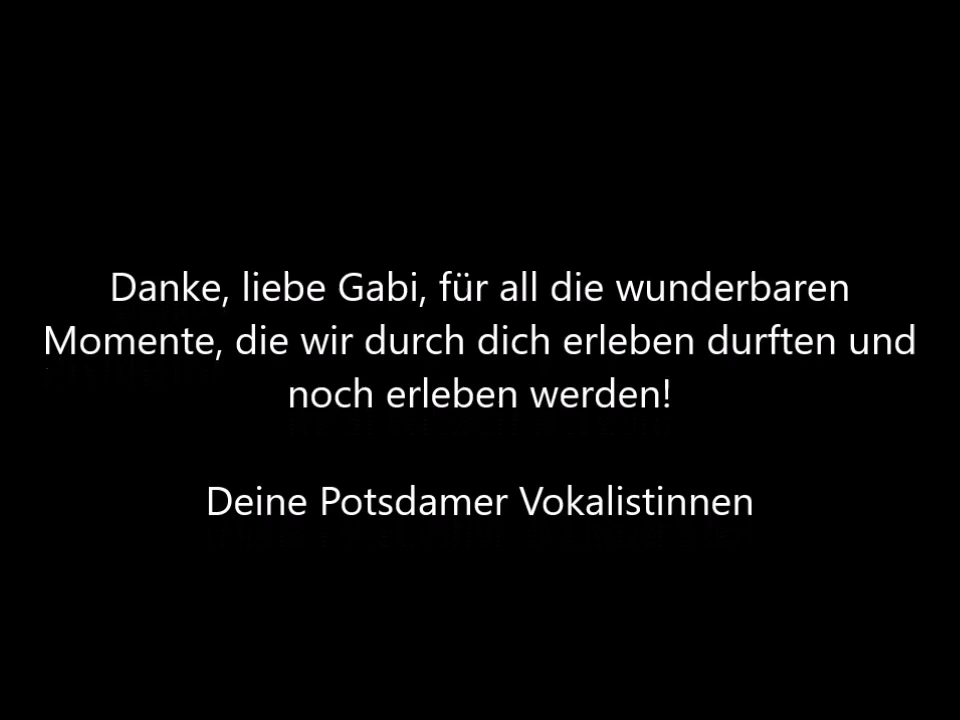 Danke, liebe Gabi, für all die wunderbaren
Momente, die wir durch dich erleben durften und
noch erleben werden!
Deine Potsdamer Vokalistinnen